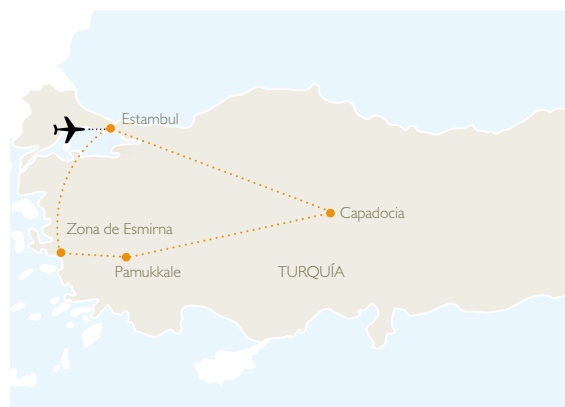 Estambul
Capadocia
Zona de Esmirna
Pamukkale
TURQUÍA